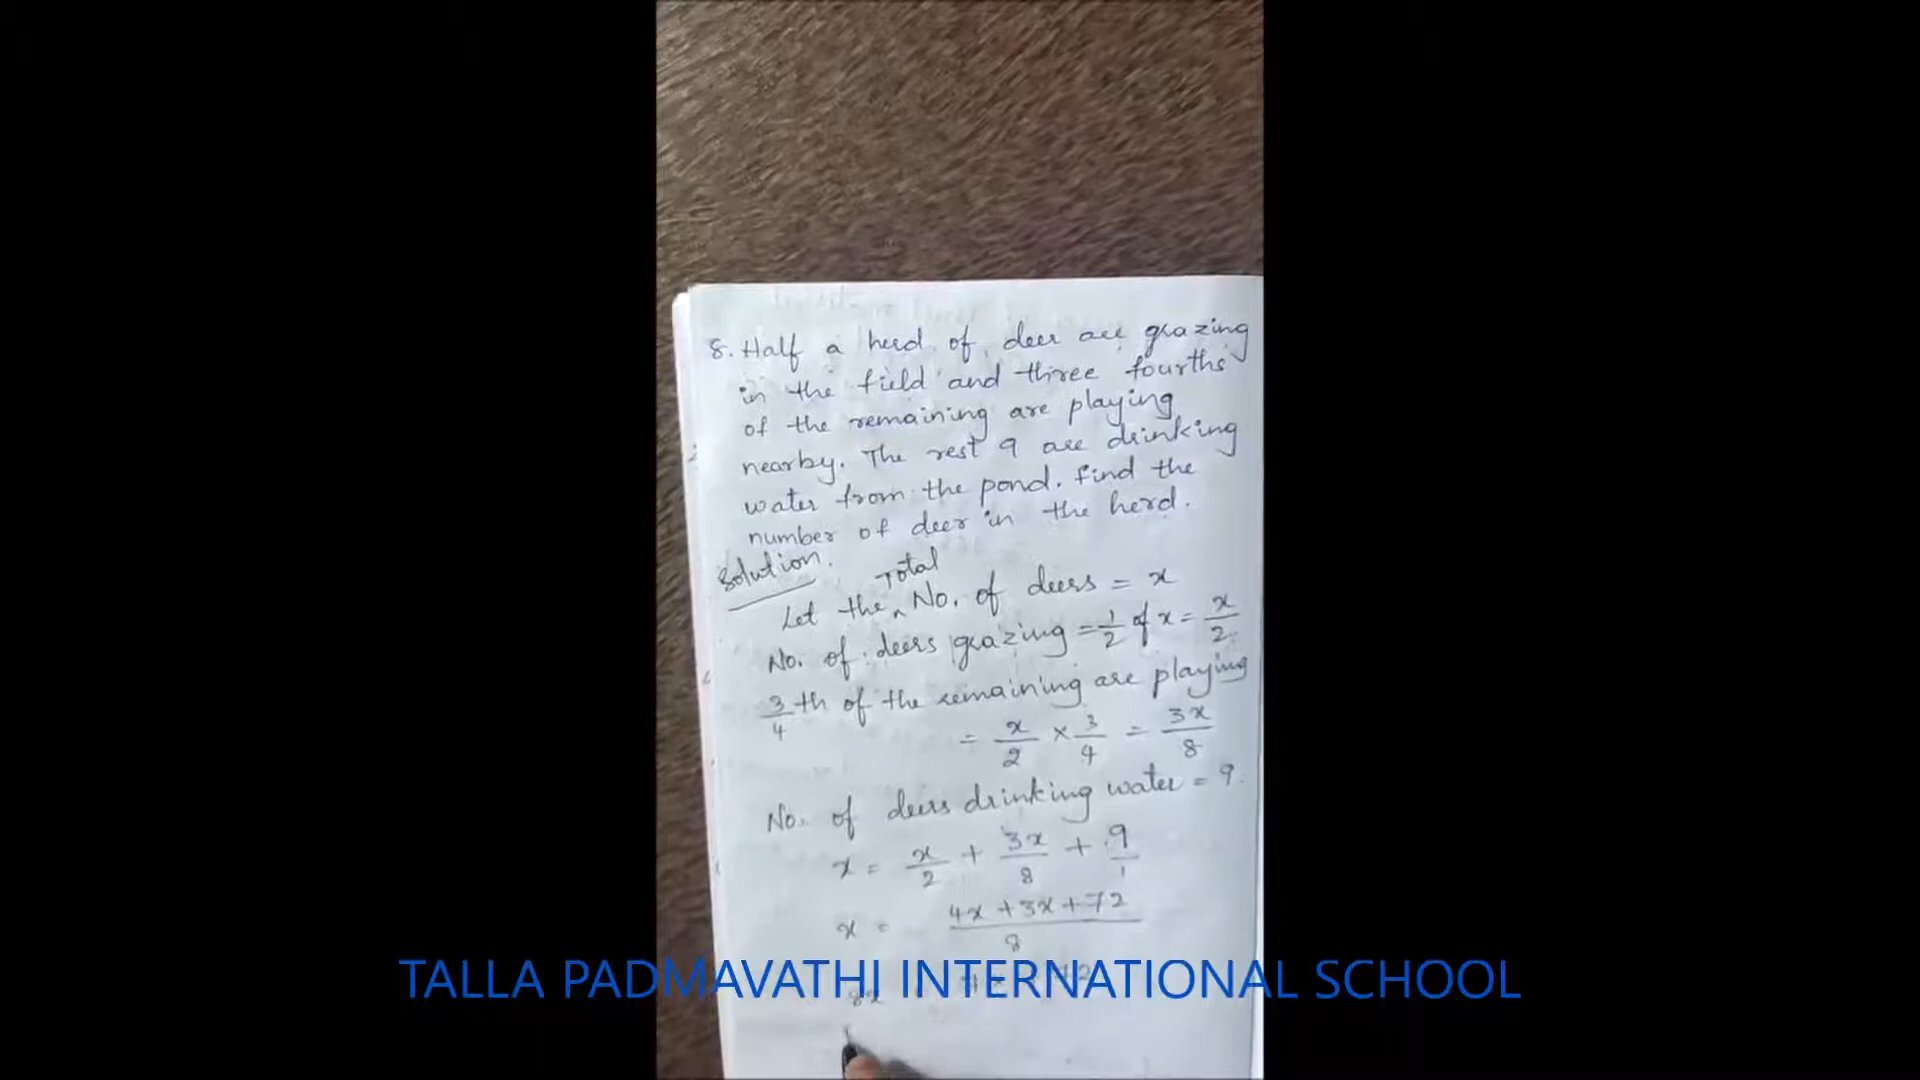 8. Half a herd of deer are grazing
in the field and three fourths
of the remaining are playing
nearby. The rest 9 are drinking
water from the pond. find the
number of deer in the herd.
Solution.
Total
Let the ^ No. of deers = x
No. of deers grazing = 1/2 of x = x/2
3/4 th of the remaining are playing
= x/2 × 3/4 = 3x/8
No. of deers drinking water = 9.
x = x/2 + 3x/8 + 9/1
x = 4x + 3x + 72 / 8
8x
TALLA PADMAVATHI INTERNATIONAL SCHOOL